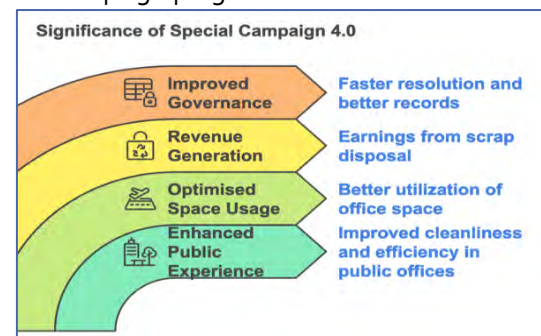 Significance of Special Campaign 4.0
Improved
Governance
Faster resolution and
better records
Revenue
Generation
Earnings from scrap
disposal
Optimised
Space Usage
Better utilization of
office space
Enhanced
Public
Experience
Improved cleanliness
and efficiency in
public offices